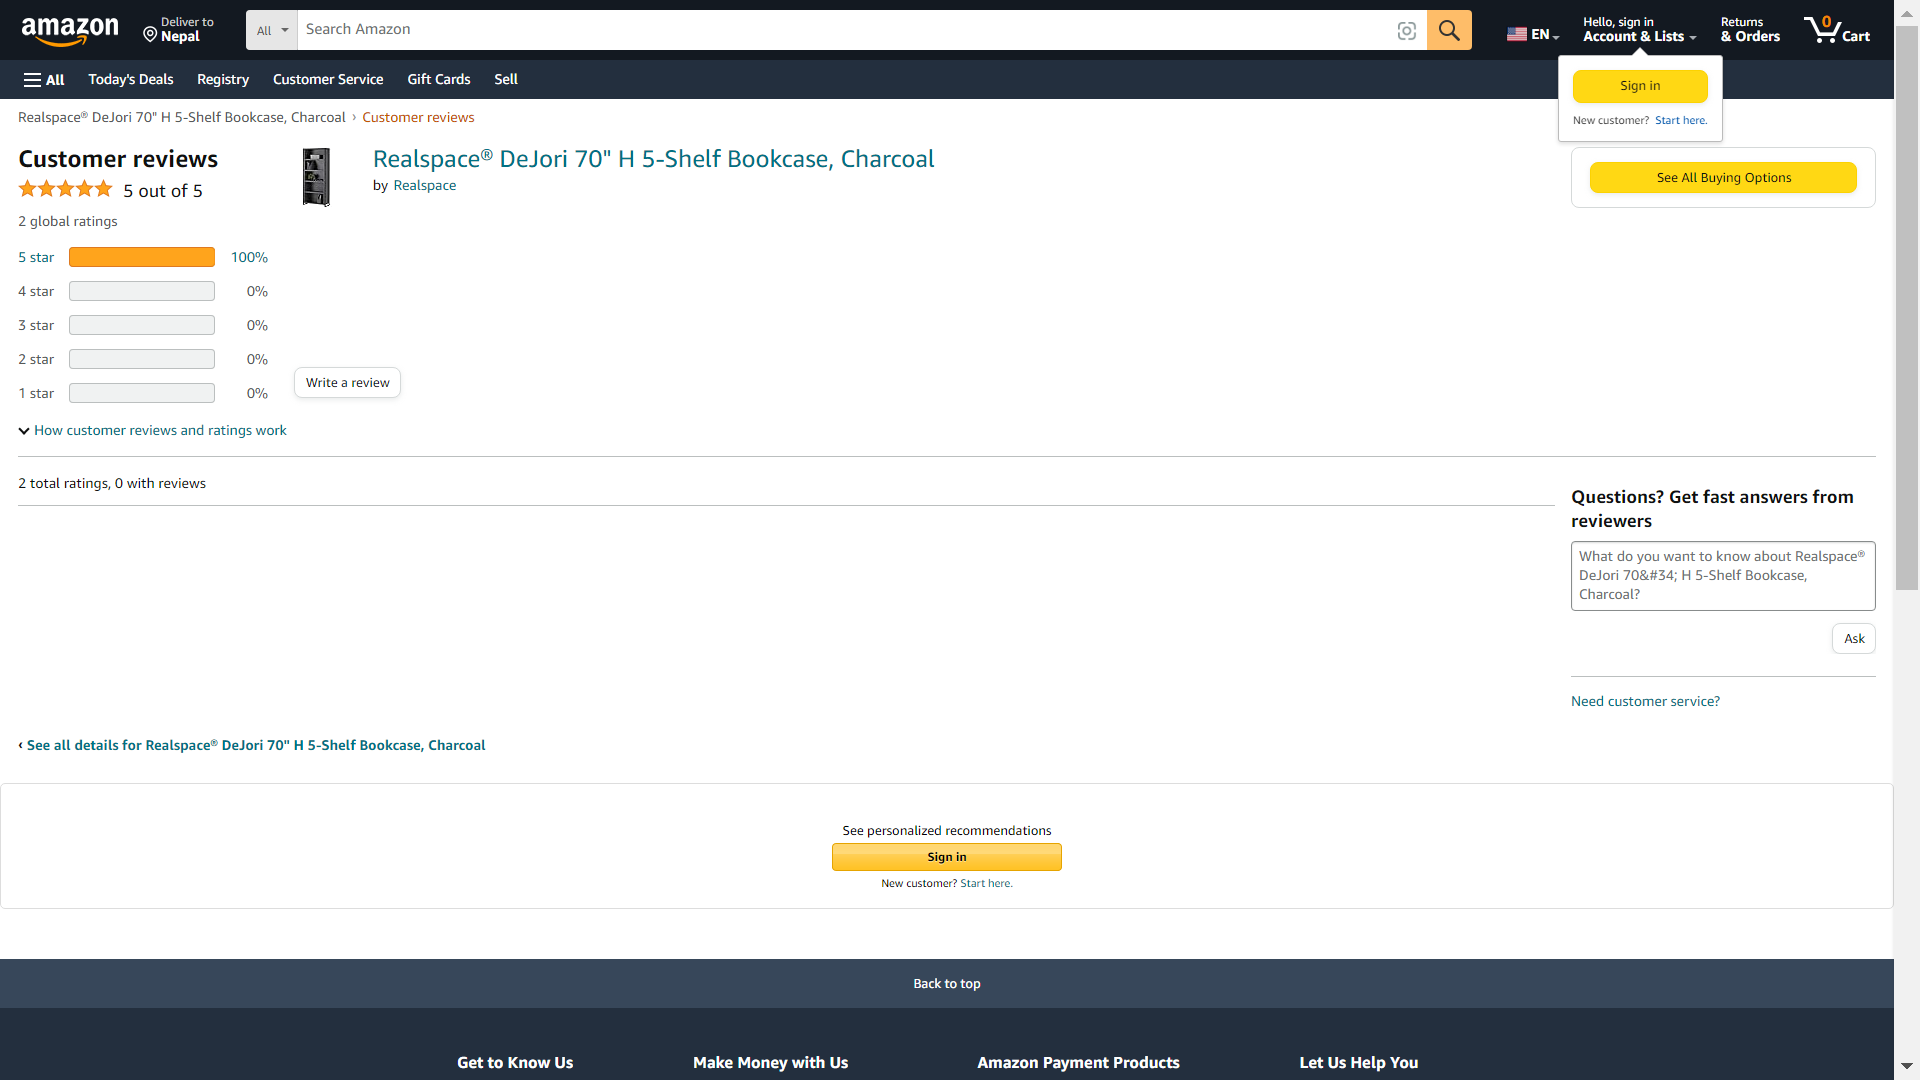 amazon
Deliver to
Nepal
All
Search Amazon
EN
Hello, sign in
Account & Lists
Returns
& Orders
0
Cart
All
Today's Deals
Registry
Customer Service
Gift Cards
Sell
Sign in
New customer? Start here.
Realspace® DeJori 70" H 5-Shelf Bookcase, Charcoal › Customer reviews
Customer reviews
5 out of 5
2 global ratings
5 star 100%
4 star 0%
3 star 0%
2 star 0%
1 star 0%
How customer reviews and ratings work
Realspace® DeJori 70" H 5-Shelf Bookcase, Charcoal
by Realspace
Write a review
See All Buying Options
2 total ratings, 0 with reviews
Questions? Get fast answers from
reviewers
What do you want to know about Realspace®
DeJori 70&#34; H 5-Shelf Bookcase,
Charcoal?
Ask
Need customer service?
‹ See all details for Realspace® DeJori 70" H 5-Shelf Bookcase, Charcoal
See personalized recommendations
Sign in
New customer? Start here.
Back to top
Get to Know Us
Make Money with Us
Amazon Payment Products
Let Us Help You